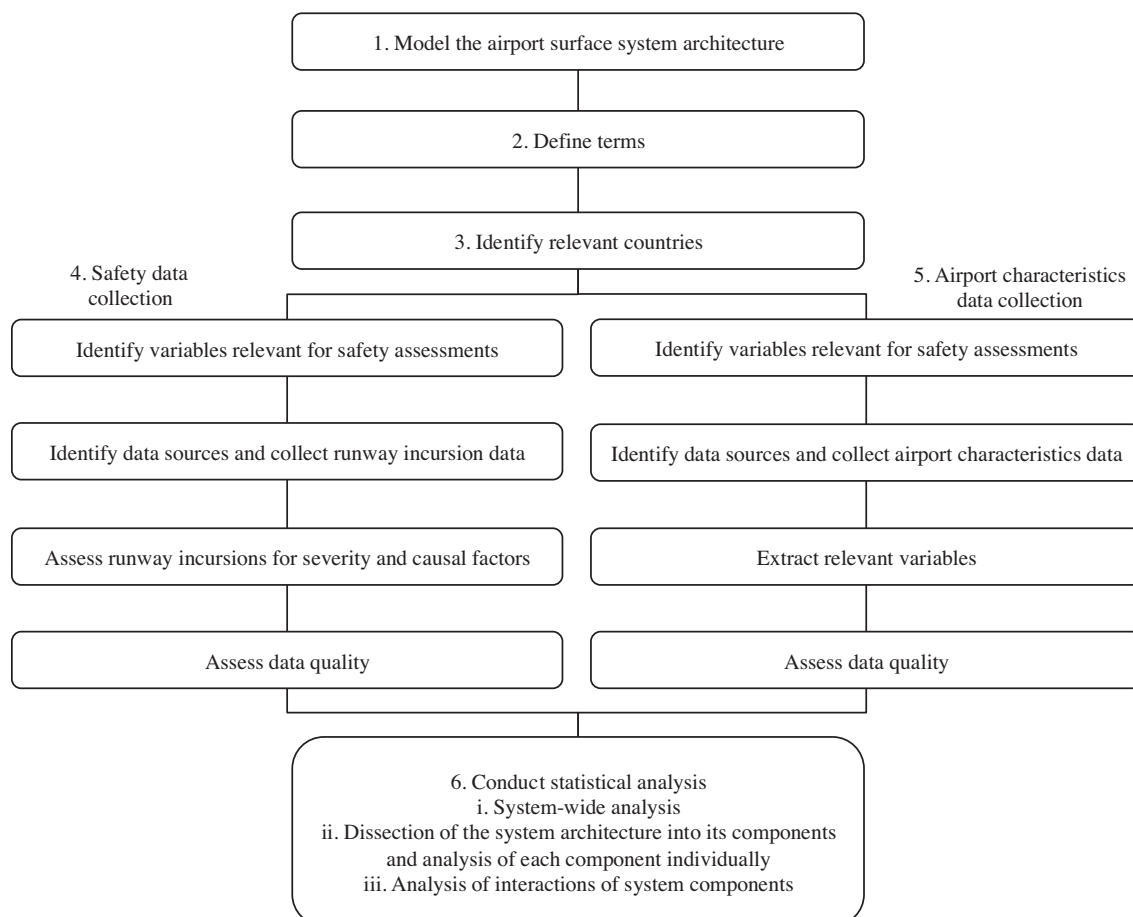 1. Model the airport surface system architecture
2. Define terms
3. Identify relevant countries
4. Safety data
collection
Identify variables relevant for safety assessments
Identify data sources and collect runway incursion data
Assess runway incursions for severity and causal factors
Assess data quality
5. Airport characteristics
data collection
Identify variables relevant for safety assessments
Identify data sources and collect airport characteristics data
Extract relevant variables
Assess data quality
6. Conduct statistical analysis
i. System-wide analysis
ii. Dissection of the system architecture into its components
and analysis of each component individually
iii. Analysis of interactions of system components